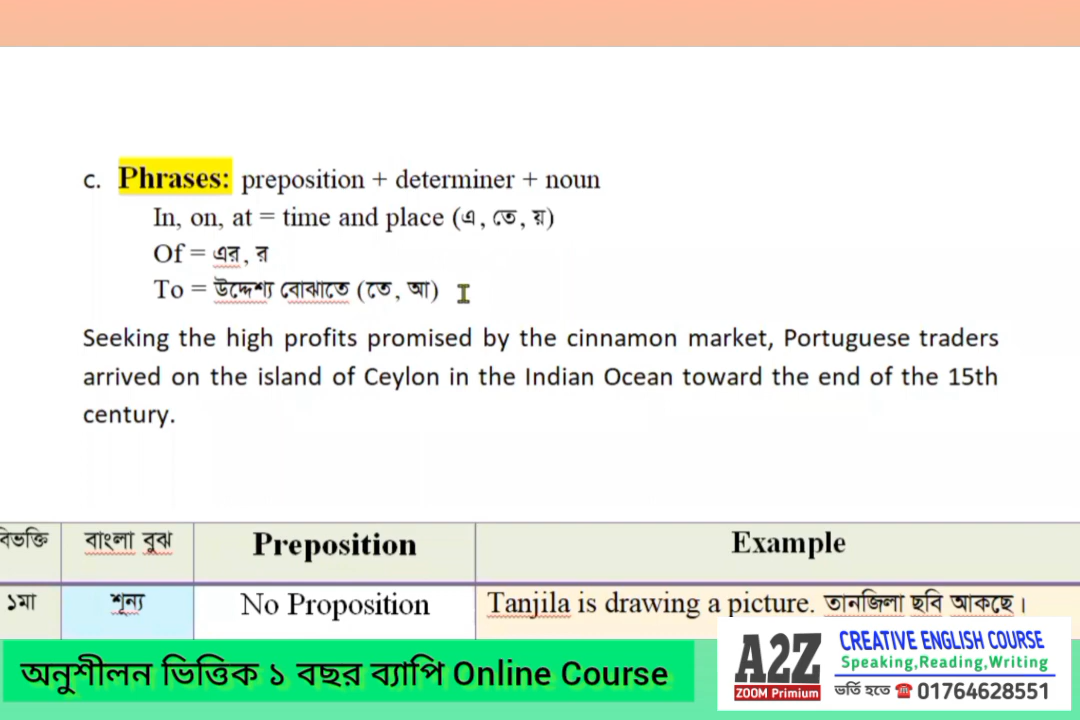 c. Phrases: preposition + determiner + noun
In, on, at = time and place (এ, তে, য়)
Of = এর, র
To = উদ্দেশ্য বোঝাতে (তে, আ)
Seeking the high profits promised by the cinnamon market, Portuguese traders
arrived on the island of Ceylon in the Indian Ocean toward the end of the 15th
century.
বিভক্তি বাংলা বুঝ Preposition Example
১মা শূন্য No Proposition Tanjila is drawing a picture. তানজিলা ছবি আকছে।
অনুশীলন ভিত্তিক ১ বছর ব্যাপি Online Course
A2Z
ZOOM Primium
CREATIVE ENGLISH COURSE
Speaking,Reading,Writing
ভর্তি হতে ☎ 01764628551